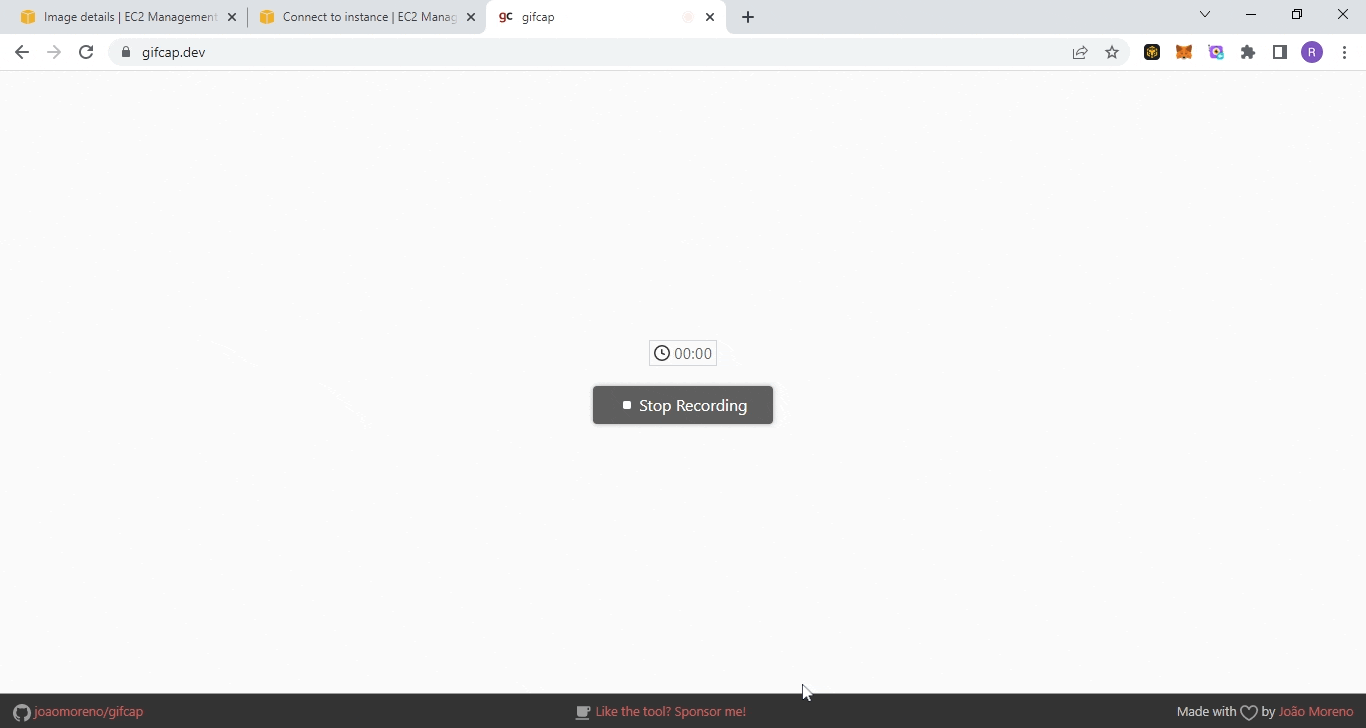 Image details | EC2 Management
Connect to instance | EC2 Manag
gc gifcap
gifcap.dev
R
00:00
Stop Recording
joaomoreno/gifcap
Like the tool? Sponsor me!
Made with by João Moreno